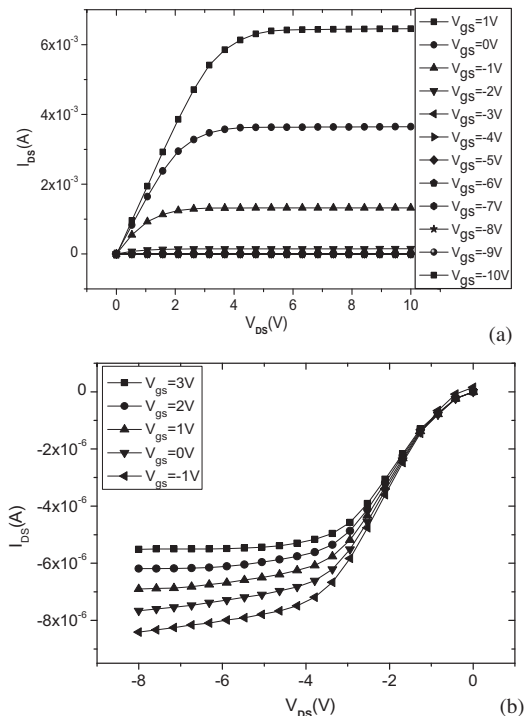 6x10⁻³
4x10⁻³
2x10⁻³
0
I_DS(A)
0 2 4 6 8 10
V_DS(V)
V_gs=1V
V_gs=0V
V_gs=-1V
V_gs=-2V
V_gs=-3V
V_gs=-4V
V_gs=-5V
V_gs=-6V
V_gs=-7V
V_gs=-8V
V_gs=-9V
V_gs=-10V
(a)
V_gs=3V
V_gs=2V
V_gs=1V
V_gs=0V
V_gs=-1V
0
-2x10⁻⁶
-4x10⁻⁶
-6x10⁻⁶
-8x10⁻⁶
I_DS(A)
-8 -6 -4 -2 0
V_DS(V)
(b)